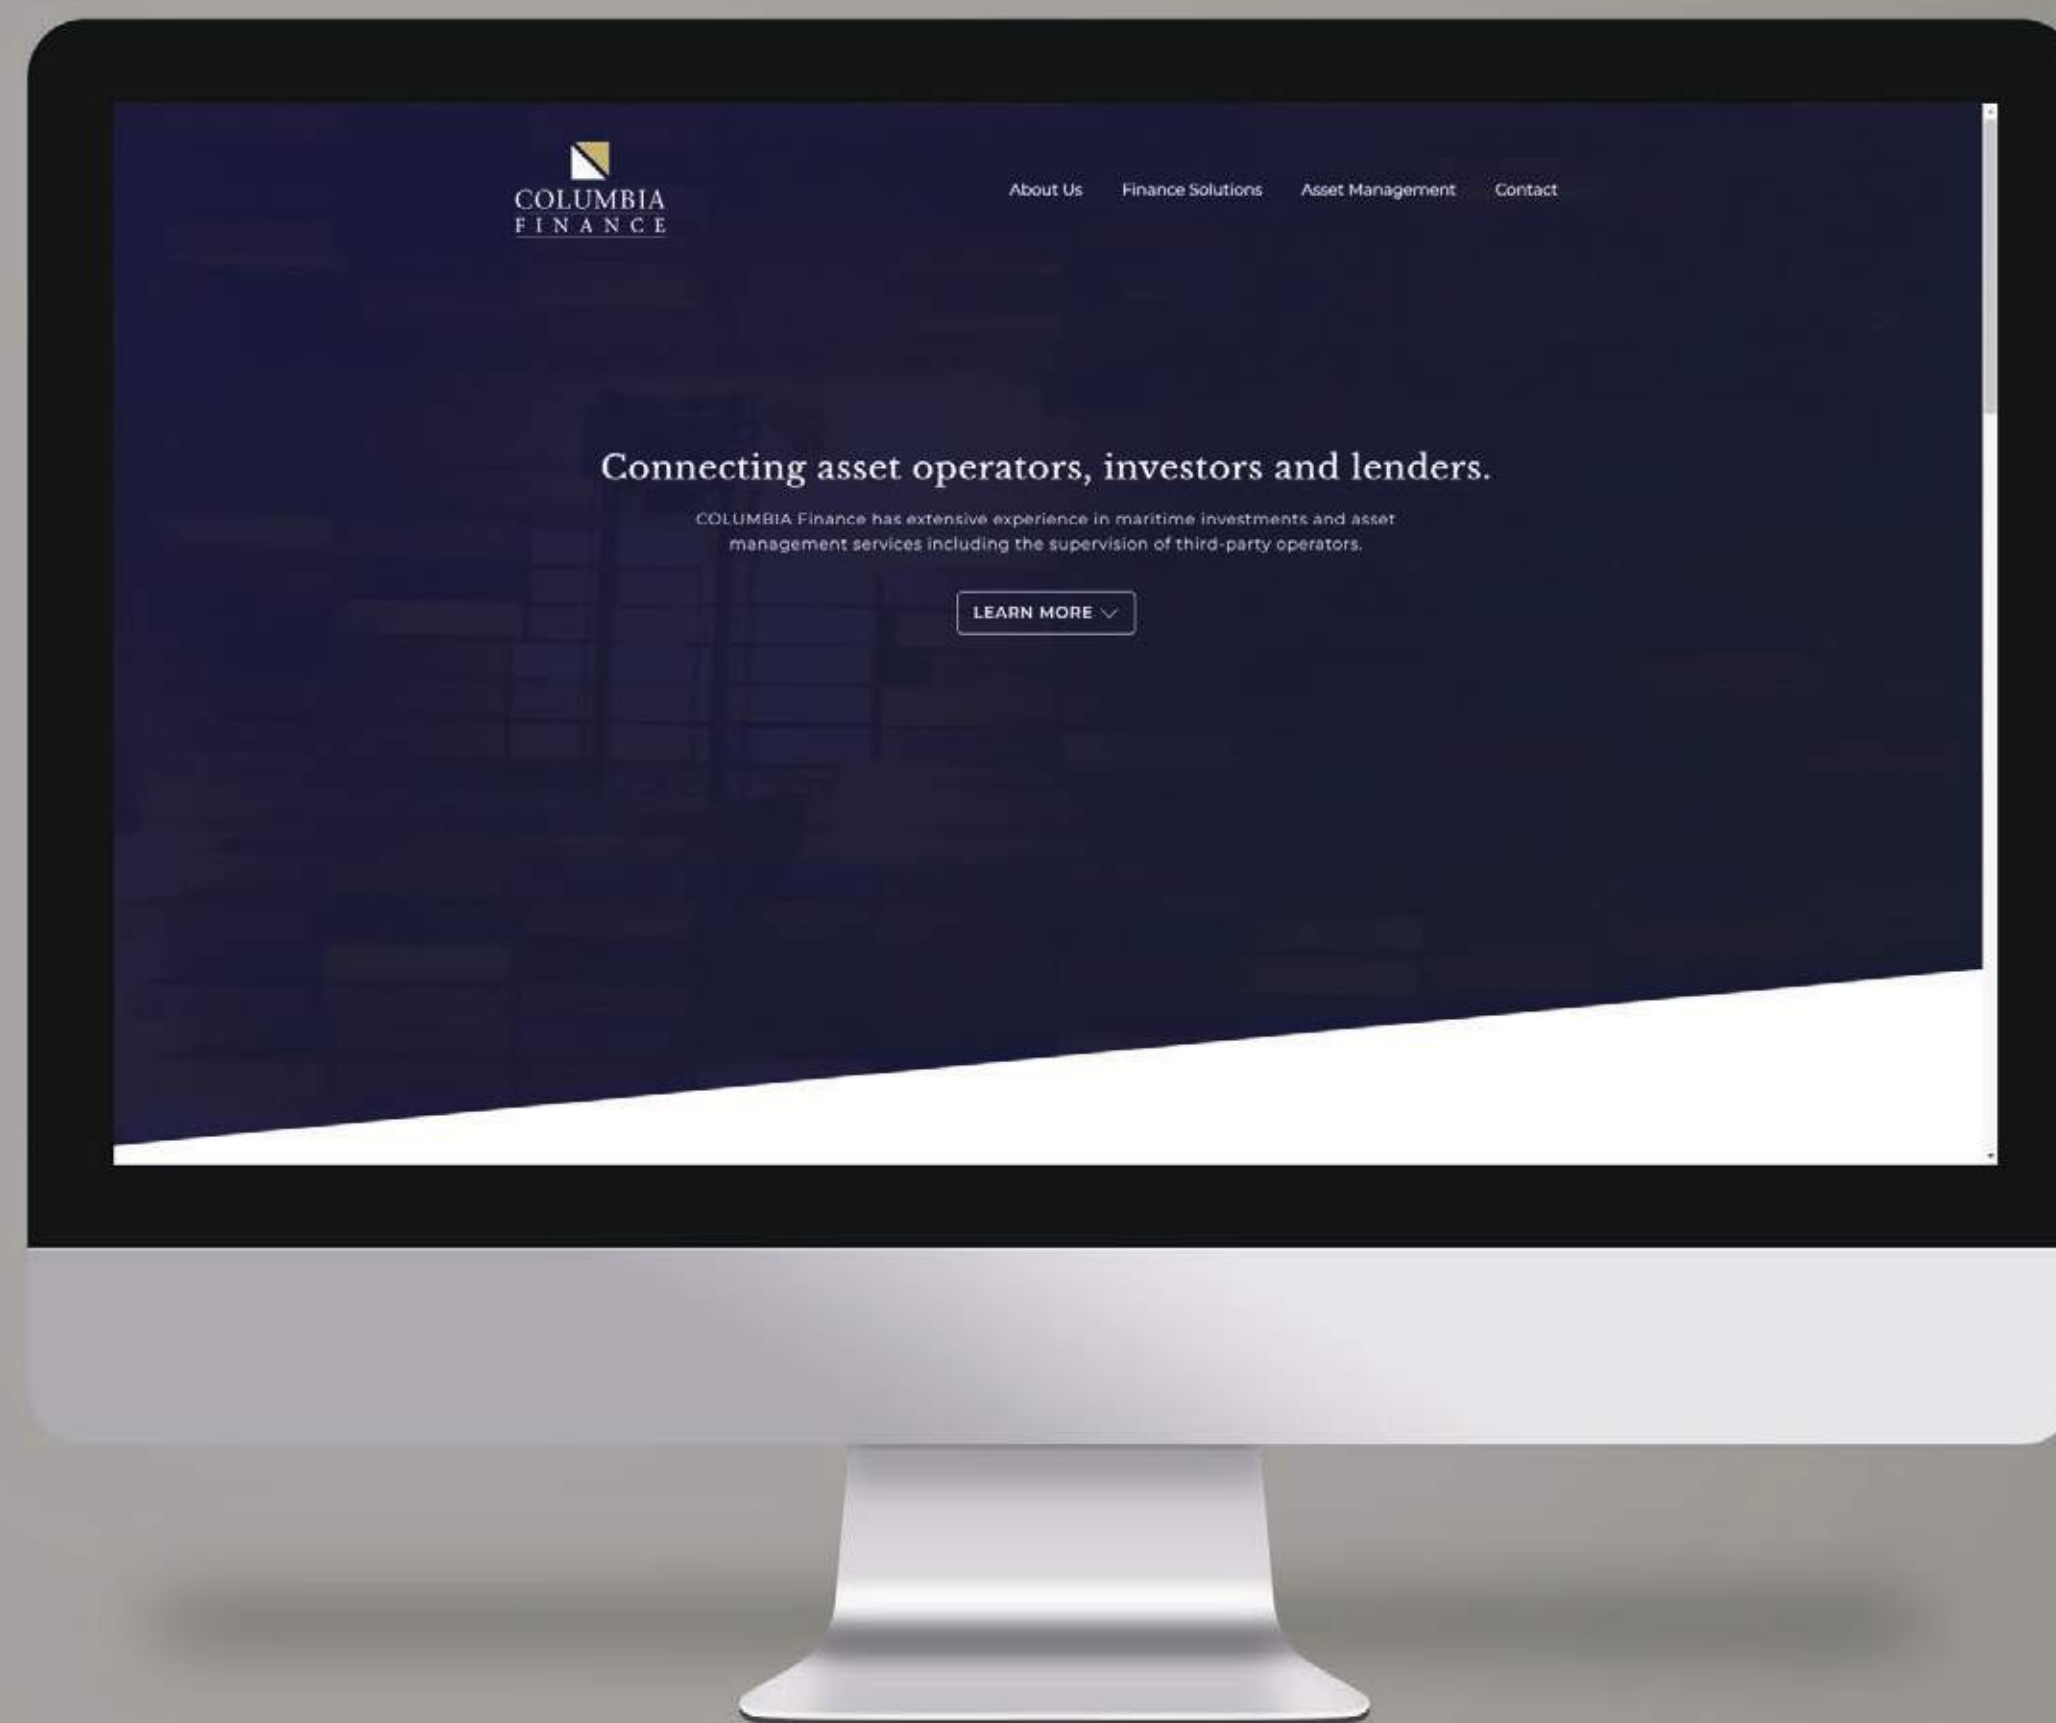 COLUMBIA
FINANCE
About Us Finance Solutions Asset Management Contact
Connecting asset operators, investors and lenders.
COLUMBIA Finance has extensive experience in maritime investments and asset
management services including the supervision of third-party operators.
LEARN MORE